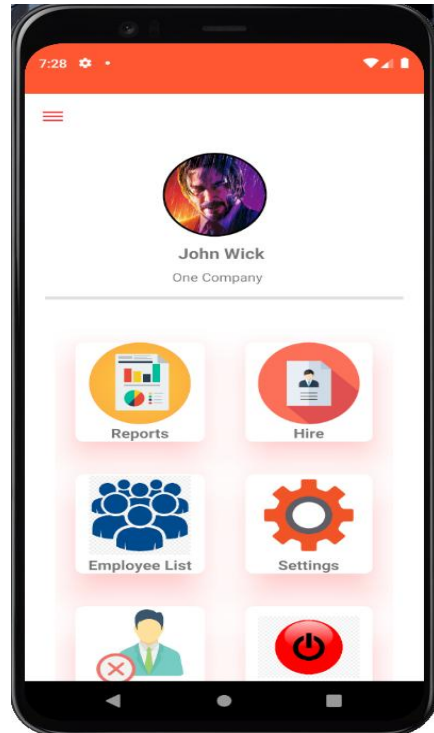 7:28
John Wick
One Company
Reports
Hire
Employee List
Settings